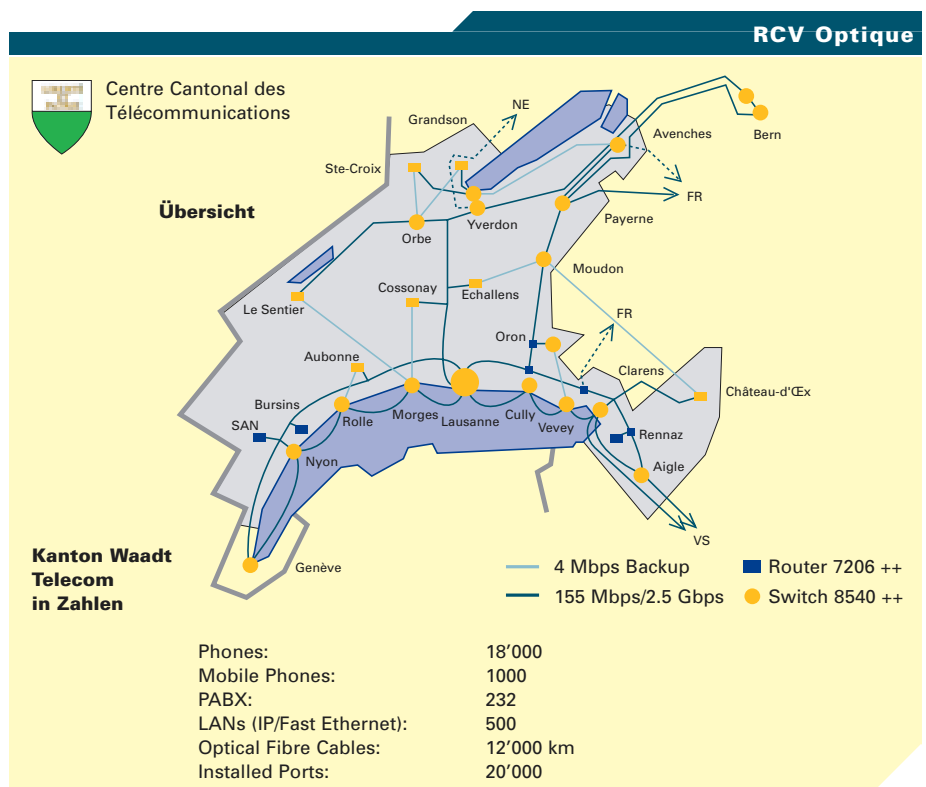 RCV Optique
Centre Cantonal des
Télécommunications
Übersicht
NE
Grandson
Avenches
Bern
Ste-Croix
FR
Payerne
Yverdon
Orbe
Moudon
Cossonay
Echallens
Le Sentier
FR
Oron
Aubonne
Clarens
Château-d'Œx
Bursins
SAN
Rolle
Morges
Lausanne
Cully
Vevey
Rennaz
Nyon
Aigle
VS
Genève
Kanton Waadt
Telecom
in Zahlen
4 Mbps Backup
Router 7206 ++
155 Mbps/2.5 Gbps
Switch 8540 ++
Phones: 18’000
Mobile Phones: 1000
PABX: 232
LANs (IP/Fast Ethernet): 500
Optical Fibre Cables: 12’000 km
Installed Ports: 20’000